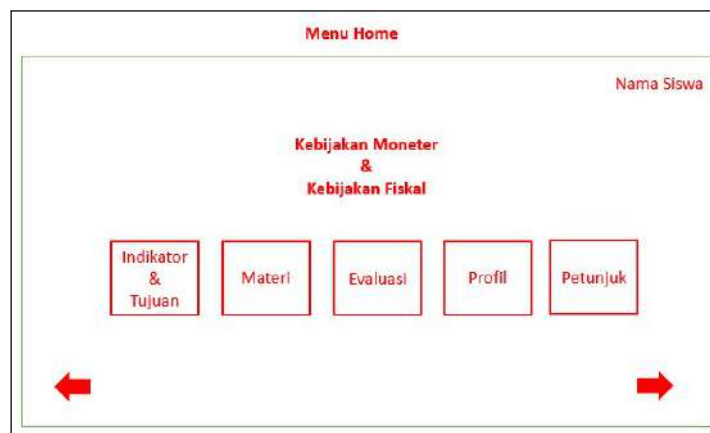 Menu Home
Nama Siswa
Kebijakan Moneter
&
Kebijakan Fiskal
Indikator
&
Tujuan
Materi
Evaluasi
Profil
Petunjuk